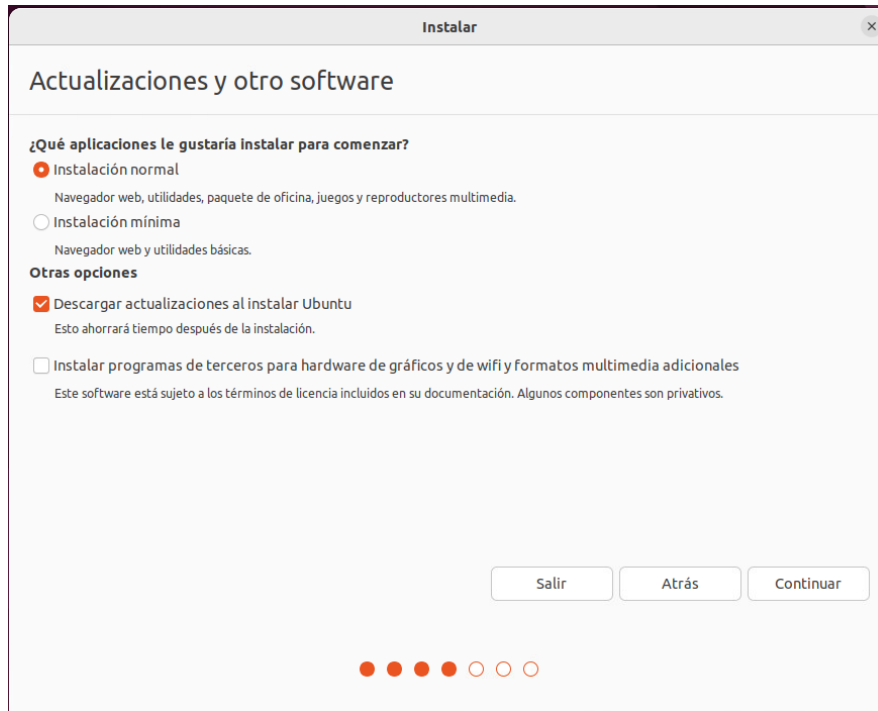 Instalar
Actualizaciones y otro software
¿Qué aplicaciones le gustaría instalar para comenzar?
Instalación normal
Navegador web, utilidades, paquete de oficina, juegos y reproductores multimedia.
Instalación mínima
Navegador web y utilidades básicas.
Otras opciones
Descargar actualizaciones al instalar Ubuntu
Esto ahorrará tiempo después de la instalación.
Instalar programas de terceros para hardware de gráficos y de wifi y formatos multimedia adicionales
Este software está sujeto a los términos de licencia incluidos en su documentación. Algunos componentes son privativos.
Salir Atrás Continuar